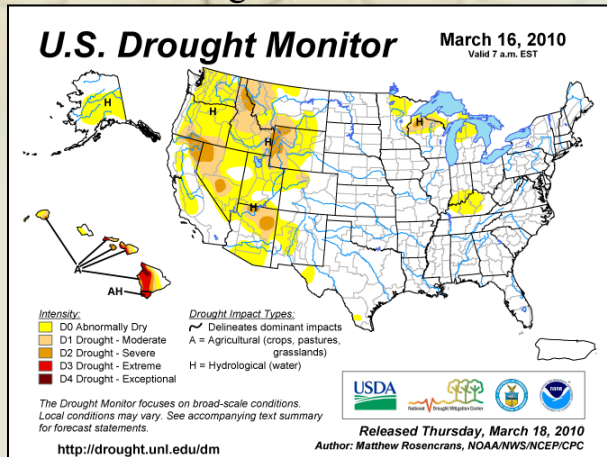 U.S. Drought Monitor
March 16, 2010
Valid 7 a.m. EST
H
H
H
H
H
A
AH
Intensity:
D0 Abnormally Dry
D1 Drought - Moderate
D2 Drought - Severe
D3 Drought - Extreme
D4 Drought - Exceptional
Drought Impact Types:
Delineates dominant impacts
A = Agricultural (crops, pastures,
grasslands)
H = Hydrological (water)
The Drought Monitor focuses on broad-scale conditions.
Local conditions may vary. See accompanying text summary
for forecast statements.
http://drought.unl.edu/dm
USDA
National Drought Mitigation Center
Released Thursday, March 18, 2010
Author: Matthew Rosencrans, NOAA/NWS/NCEP/CPC